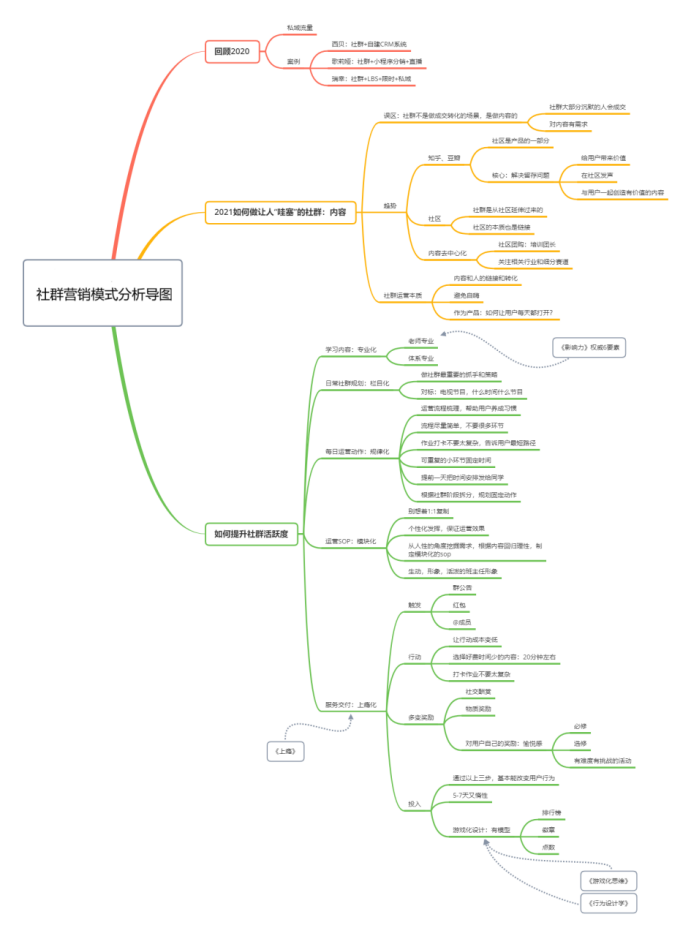 社群营销模式分析导图
回顾2020
私域流量
案例
西贝：社群+自建CRM系统
歌莉娅：社群+小程序分销+直播
瑞幸：社群+LBS+限时+私域
2021如何做让人“哇塞”的社群：内容
误区：社群不是做成交转化的场景，是做内容的
社群大部分沉默的人会成交
对内容有需求
趋势
知乎、豆瓣
社区是产品的一部分
核心：解决留存问题
给用户带来价值
在社区发声
与用户一起创造有价值的内容
社区
社群是从社区延伸过来的
社区的本质也是链接
内容去中心化
社区团购：培训团长
关注相关行业和细分赛道
社群运营本质
内容和人的链接和转化
避免自嗨
作为产品：如何让用户每天都打开？
如何提升社群活跃度
学习内容：专业化
老师专业
体系专业
《影响力》权威6要素
日常社群规划：栏目化
做社群最重要的抓手和策略
对标：电视节目，什么时间什么节目
每日运营动作：规律化
运营流程梳理，帮助用户养成习惯
流程尽量简单，不要很多环节
作业打卡不要太复杂，告诉用户最短路径
可重复的小环节固定时间
提前一天把时间安排发给同学
根据社群阶段拆分，规划固定动作
运营SOP：模块化
别想着1:1复制
个性化发挥，保证运营效果
从人性的角度挖掘需求，根据内容回归理性，制
定模块化的sop
生动、形象、活泼的班主任形象
服务交付：上瘾化
《上瘾》
触发
群公告
红包
@成员
行动
让行动成本变低
选择好需时间少的内容：20分钟左右
打卡作业不要太复杂
多变奖励
社交酬赏
物质奖励
对用户自己的奖励：愉悦感
必修
选修
有难度有挑战的活动
投入
通过以上三步，基本能改变用户行为
5-7天又惰性
游戏化设计：有模型
排行榜
徽章
点数
《游戏化思维》
《行为设计学》